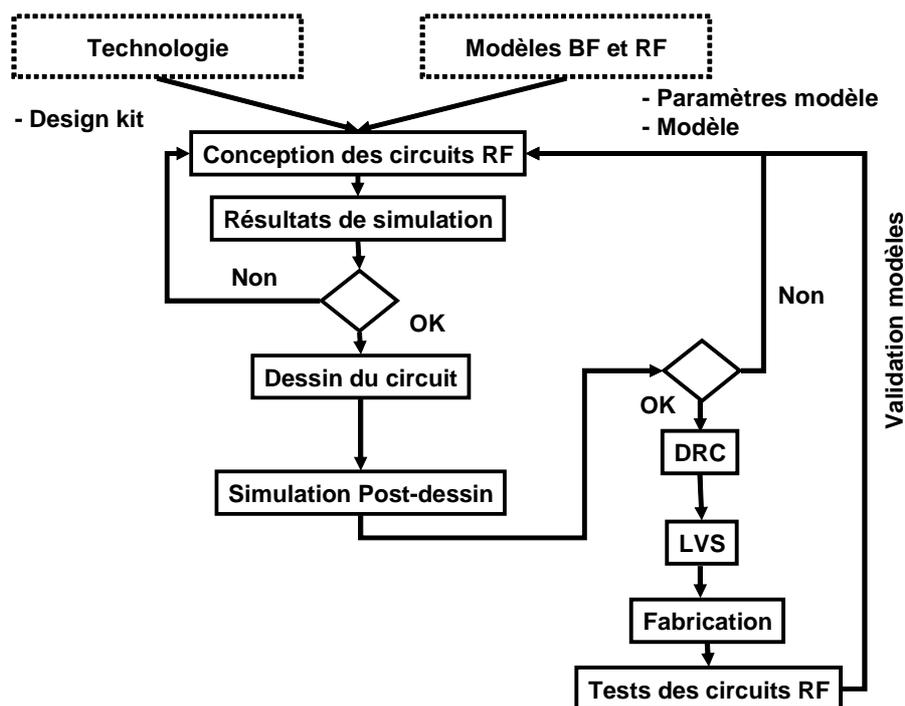 Technologie
Modèles BF et RF
- Design kit
- Paramètres modèle
- Modèle
Conception des circuits RF
Résultats de simulation
Non
OK
Dessin du circuit
Simulation Post-dessin
Non
OK
DRC
LVS
Fabrication
Tests des circuits RF
Validation modèles